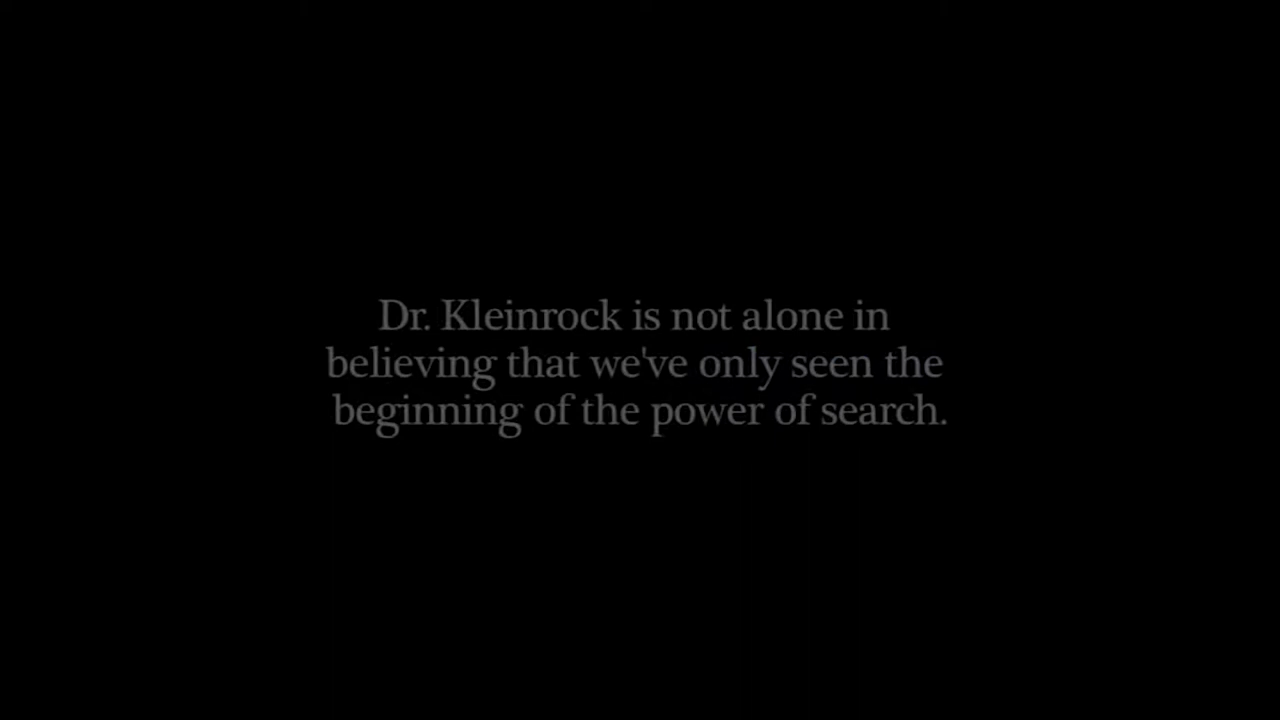 Dr. Kleinrock is not alone in
believing that we've only seen the
beginning of the power of search.